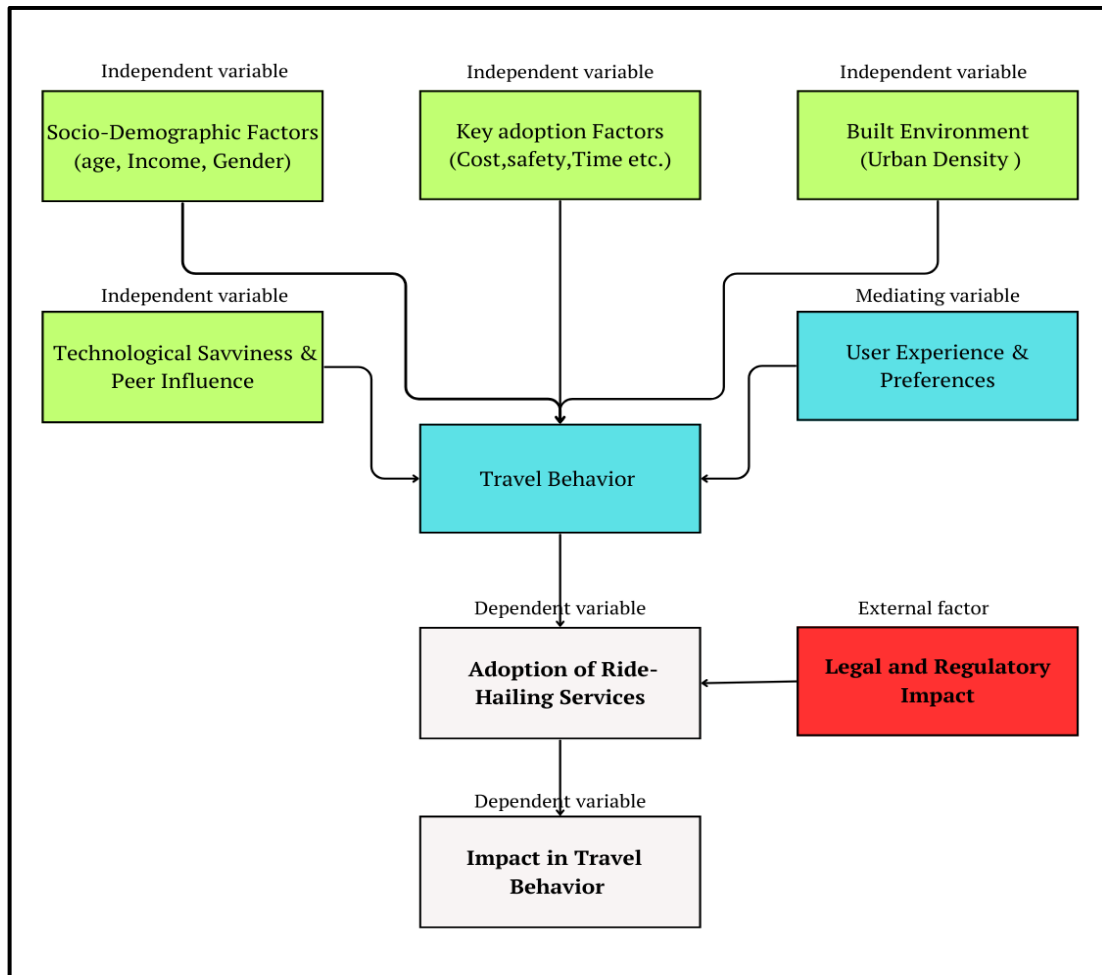 Independent variable
Independent variable
Independent variable
Socio-Demographic Factors
(age, Income, Gender)
Key adoption Factors
(Cost,safety,Time etc.)
Built Environment
(Urban Density )
Independent variable
Mediating variable
Technological Savviness &
Peer Influence
User Experience &
Preferences
Travel Behavior
Dependent variable
External factor
Adoption of Ride-
Hailing Services
Legal and Regulatory
Impact
Dependent variable
Impact in Travel
Behavior